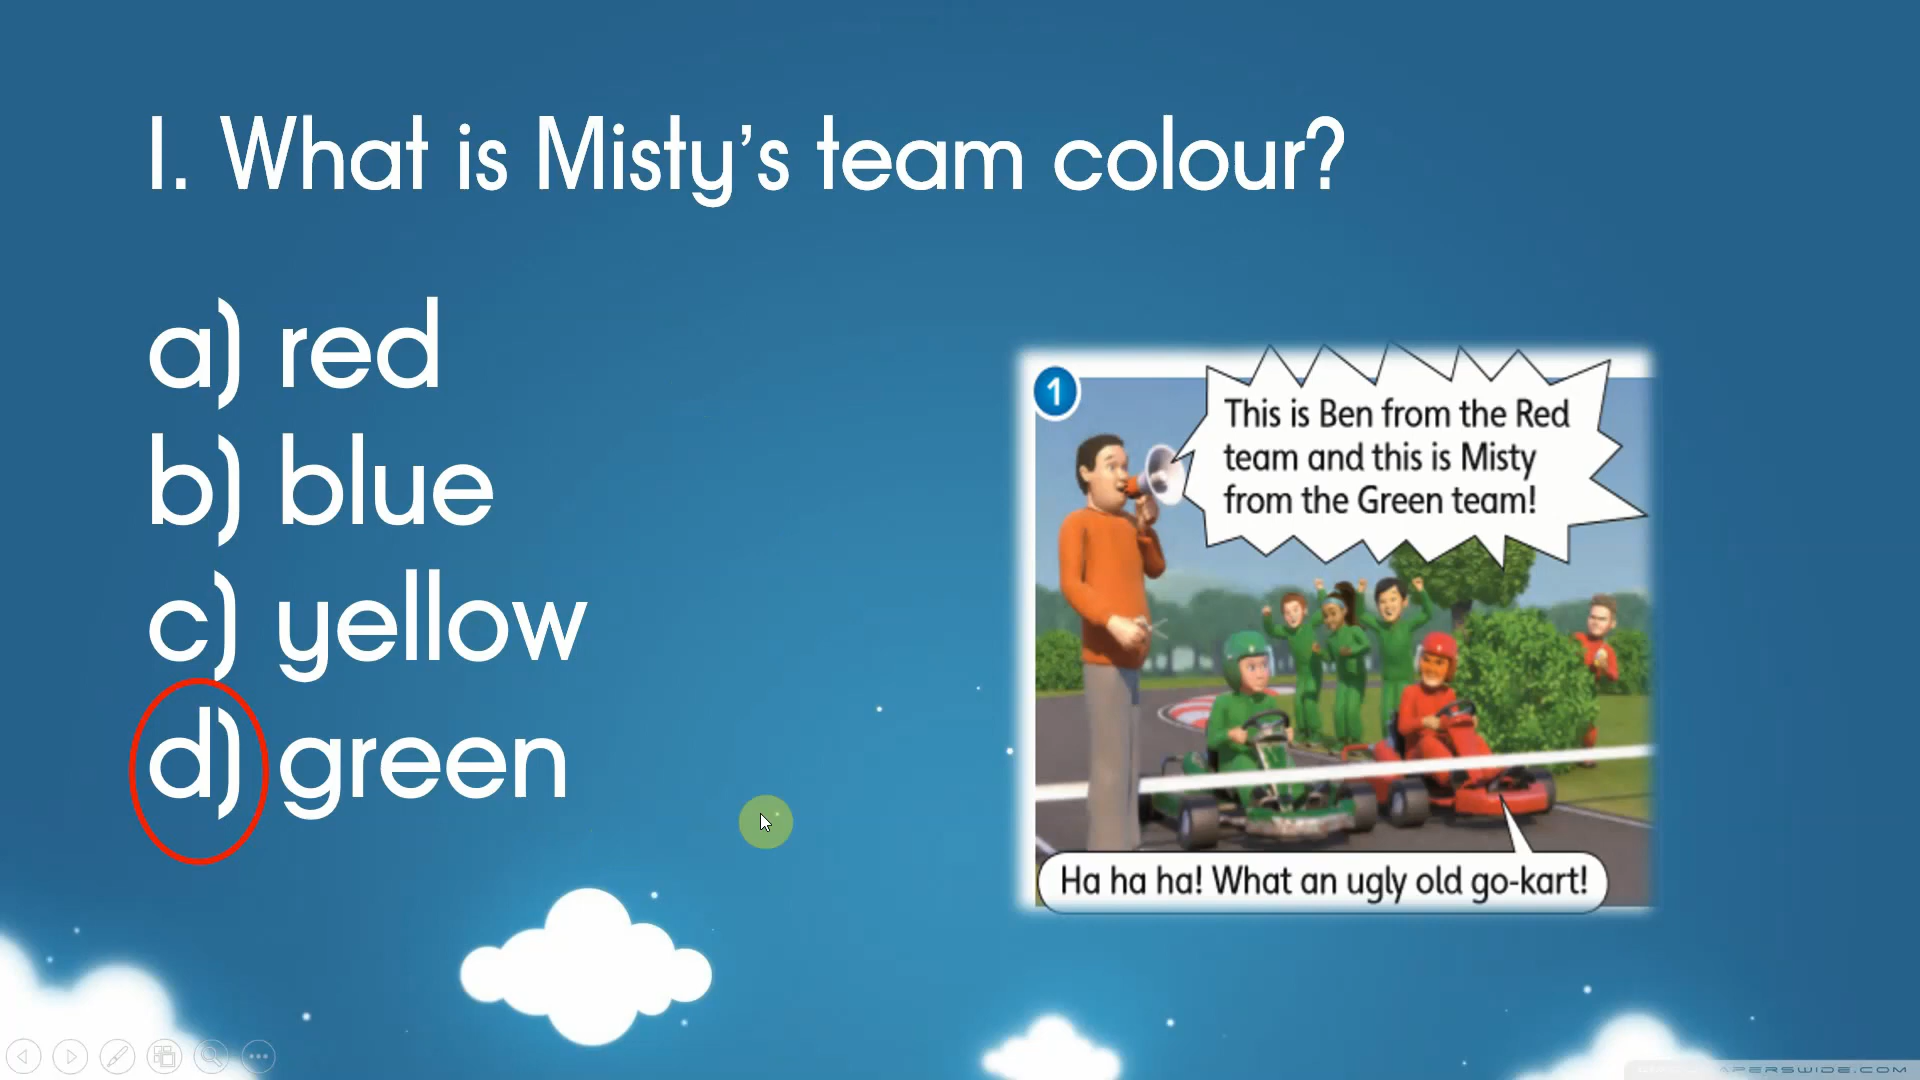 1. What is Misty's team colour?
a) red
b) blue
c) yellow
d) green
1
This is Ben from the Red
team and this is Misty
from the Green team!
Ha ha ha! What an ugly old go-kart!